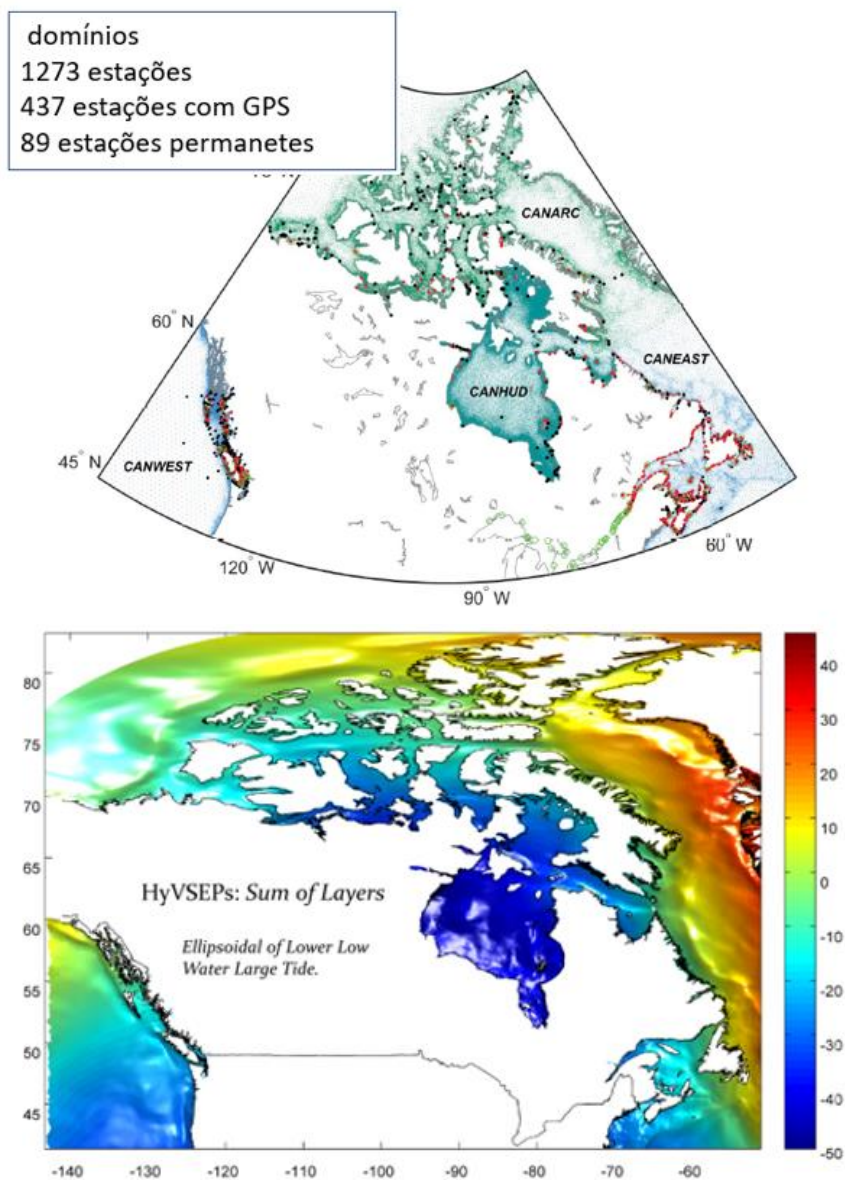 domínios
1273 estações
437 estações com GPS
89 estações permanetes
CANARC
60° N
CANEAST
CANHUD
45° N
CANWEST
120° W
60° W
90° W
80
75
70
65
60
55
50
45
HyVSEPs: Sum of Layers
Ellipsoidal of Lower Low
Water Large Tide.
40
30
20
10
0
-10
-20
-30
-40
-50
-140
-130
-120
-110
-100
-90
-80
-70
-60